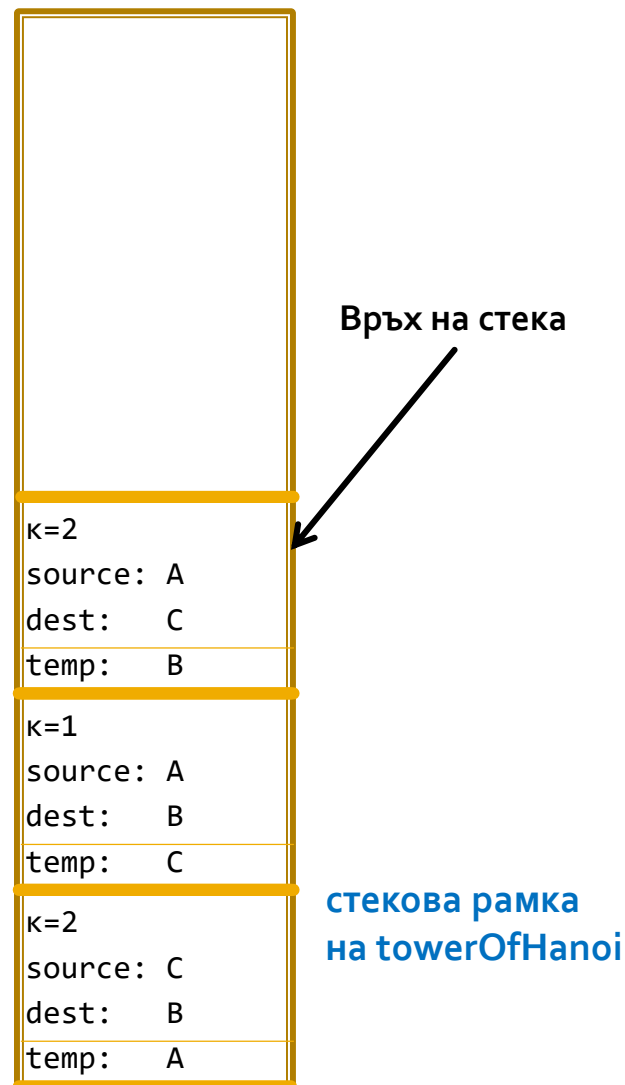 Връх на стека
к=2
source: A
dest:   C
temp:   B
к=1
source: A
dest:   B
temp:   C
стекова рамка
на towerOfHanoi
к=2
source: C
dest:   B
temp:   A